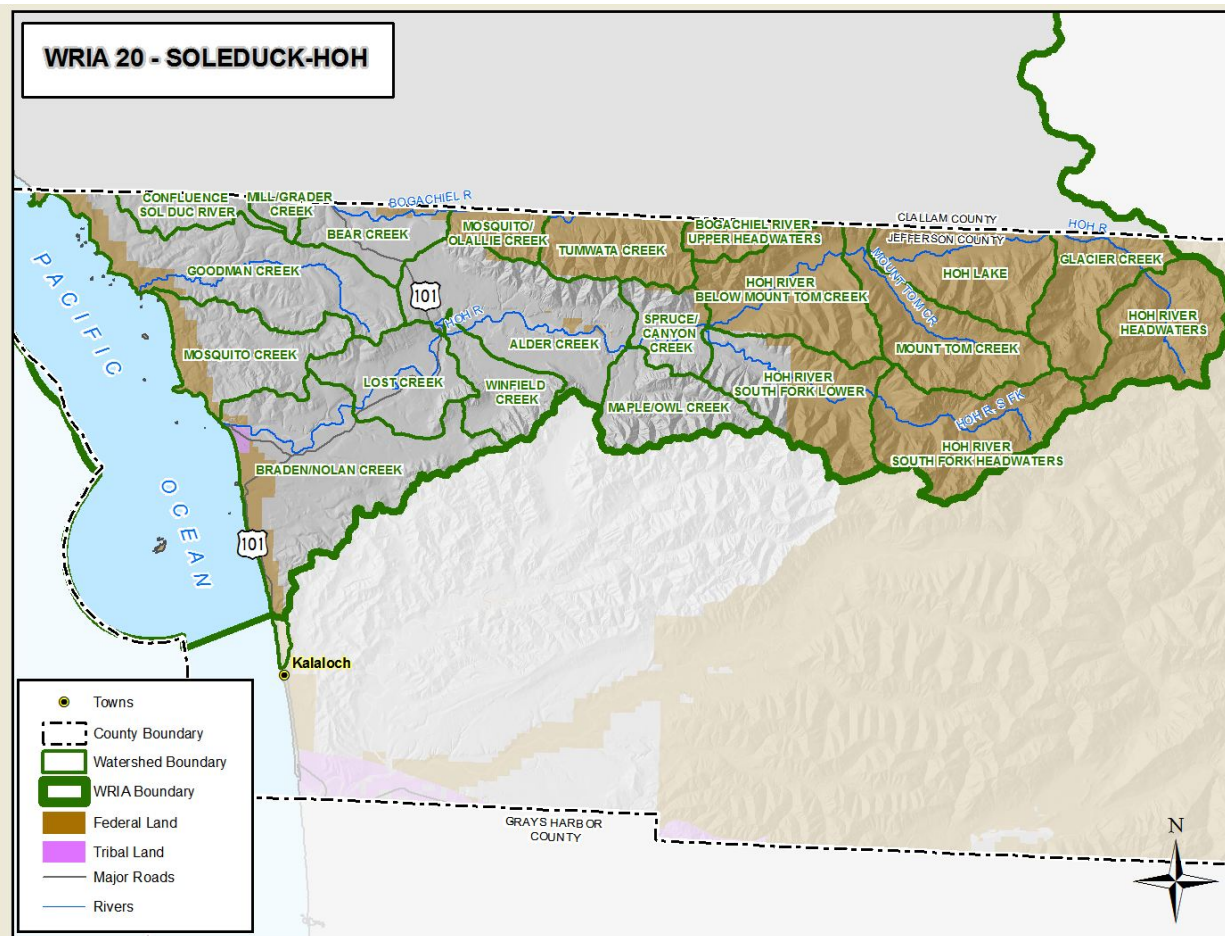 WRIA 20 - SOLEDUCK-HOH
CONFLUENCE
SOL DUC RIVER
MILL/GRADER
CREEK
BOGACHIEL R
BEAR CREEK
MOSQUITO/
OLALLIE CREEK
TUMWATA CREEK
BOGACHIEL RIVER
UPPER HEADWATERS
CLALLAM COUNTY
JEFFERSON COUNTY
HOH R
GLACIER CREEK
HOH LAKE
MOUNT TOM CR
GOODMAN CREEK
101
HOH R
HOH RIVER
BELOW MOUNT TOM CREEK
HOH RIVER
HEADWATERS
SPRUCE/
CANYON
CREEK
ALDER CREEK
MOUNT TOM CREEK
MOSQUITO CREEK
LOST CREEK
WINFIELD
CREEK
HOH RIVER
SOUTH FORK LOWER
MAPLE/OWL CREEK
HOH R, S FK
HOH RIVER
SOUTH FORK HEADWATERS
BRADEN/NOLAN CREEK
PACIFIC
OCEAN
101
Kalaloch
Towns
County Boundary
Watershed Boundary
WRIA Boundary
Federal Land
Tribal Land
Major Roads
Rivers
GRAYS HARBOR
COUNTY
N